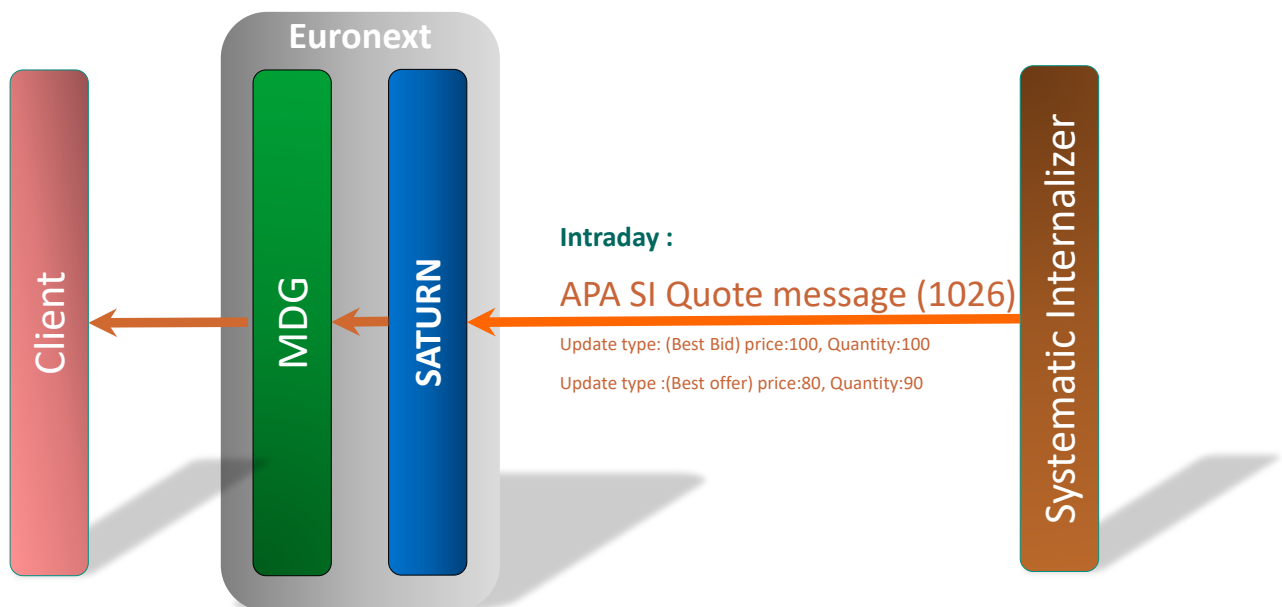 Euronext
Client
MDG
SATURN
Intraday :
APA SI Quote message (1026)
Update type: (Best Bid) price:100, Quantity:100
Update type :(Best offer) price:80, Quantity:90
Systematic Internalizer